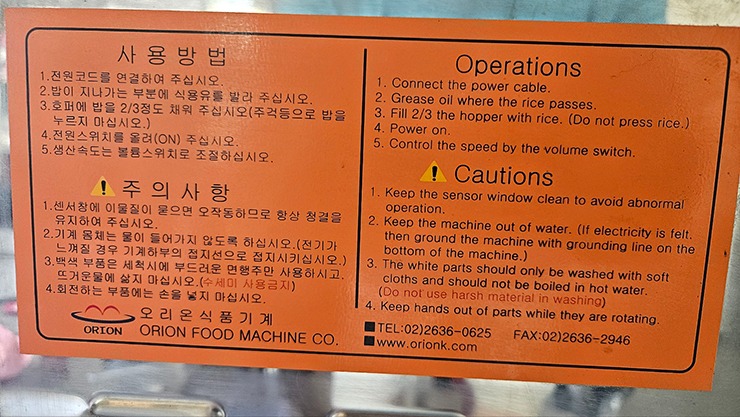 사용방법
1.전원코드를 연결하여 주십시오.
2.밥이 지나가는 부분에 식용유를 발라 주십시오.
3.호퍼에 밥을 2/3정도 채워 주십시오(주걱등으로 밥을
누르지 마십시오.)
4.전원스위치를 올려(ON) 주십시오.
5.생산속도는 볼륨스위치로 조절하십시오.
주의사항
1.센서창에 이물질이 묻으면 오작동하므로 항상 청결을
유지하여 주십시오.
2.기계 몸체는 물이 들어가지 않도록 하십시오.(전기가
느껴질 경우 기계하부의 접지선으로 접지시키십시오.)
3.백색 부품은 세척시에 부드러운 면행주만 사용하시고,
뜨거운물에 삶지 마십시오.(수세미 사용금지)
4.회전하는 부품에는 손을 넣지 마십시오.
ORION
오리온식품기계
ORION FOOD MACHINE CO.
Operations
1. Connect the power cable.
2. Grease oil where the rice passes.
3. Fill 2/3 the hopper with rice. (Do not press rice.)
4. Power on.
5. Control the speed by the volume switch.
Cautions
1. Keep the sensor window clean to avoid abnormal
operation.
2. Keep the machine out of water. (If electricity is felt.
then ground the machine with grounding line on the
bottom of the machine.)
3. The white parts should only be washed with soft
cloths and should not be boiled in hot water.
(Do not use harsh material in washing)
4. Keep hands out of parts while they are rotating.
■TEL:02)2636-0625 FAX:02)2636-2946
■www.orionk.com